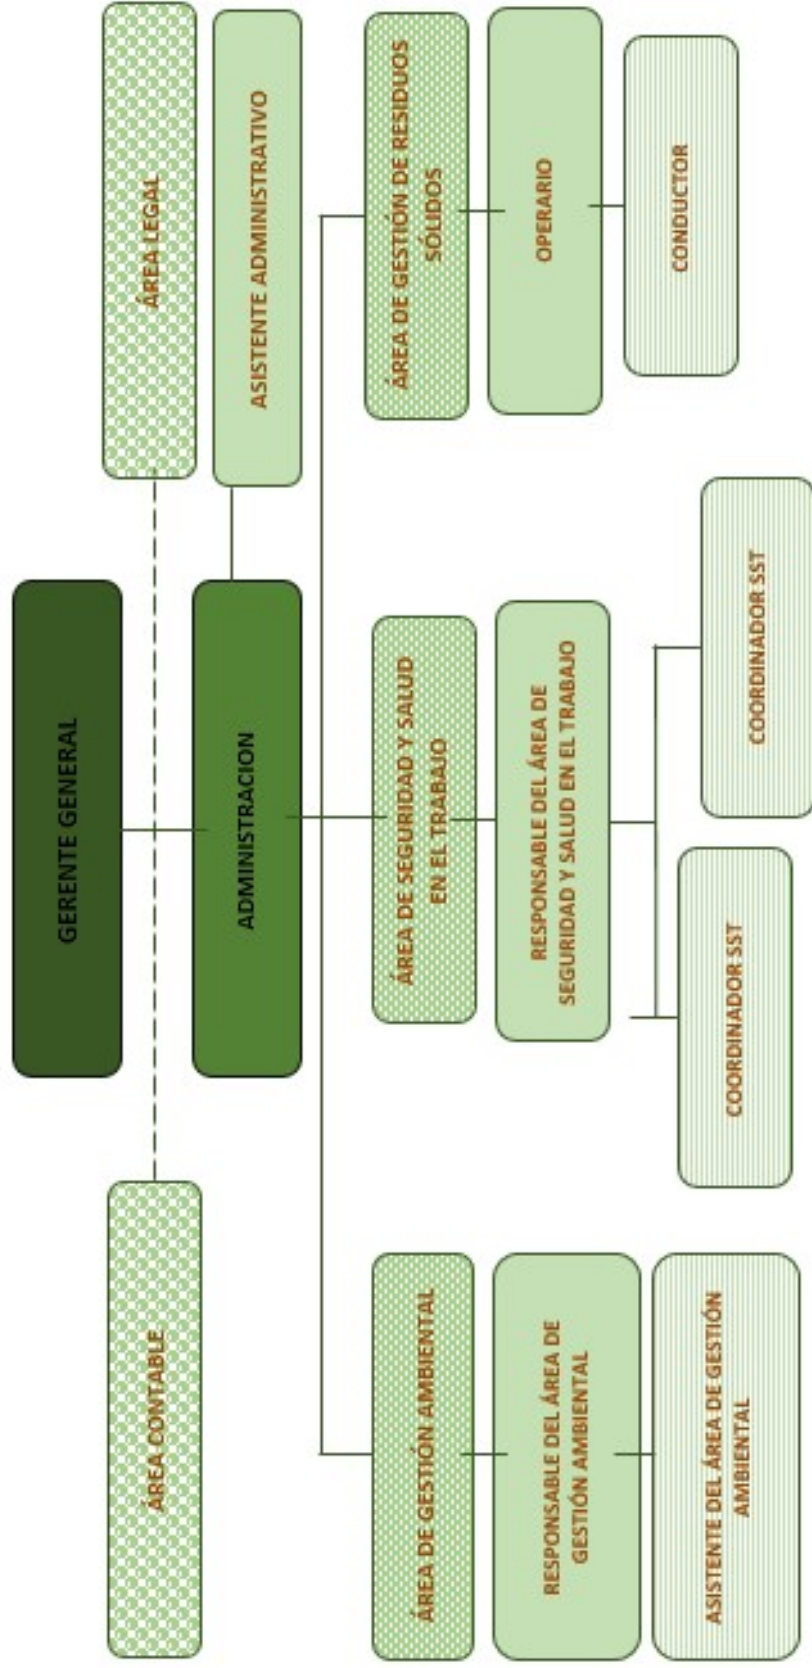 GERENTE GENERAL
ÁREA CONTABLE
ÁREA LEGAL
ADMINISTRACION
ASISTENTE ADMINISTRATIVO
ÁREA DE GESTIÓN AMBIENTAL
RESPONSABLE DEL ÁREA DE
GESTIÓN AMBIENTAL
ASISTENTE DEL ÁREA DE GESTIÓN
AMBIENTAL
ÁREA DE SEGURIDAD Y SALUD
EN EL TRABAJO
RESPONSABLE DEL ÁREA DE
SEGURIDAD Y SALUD EN EL TRABAJO
COORDINADOR SST
COORDINADOR SST
ÁREA DE GESTIÓN DE RESIDUOS
SÓLIDOS
OPERARIO
CONDUCTOR